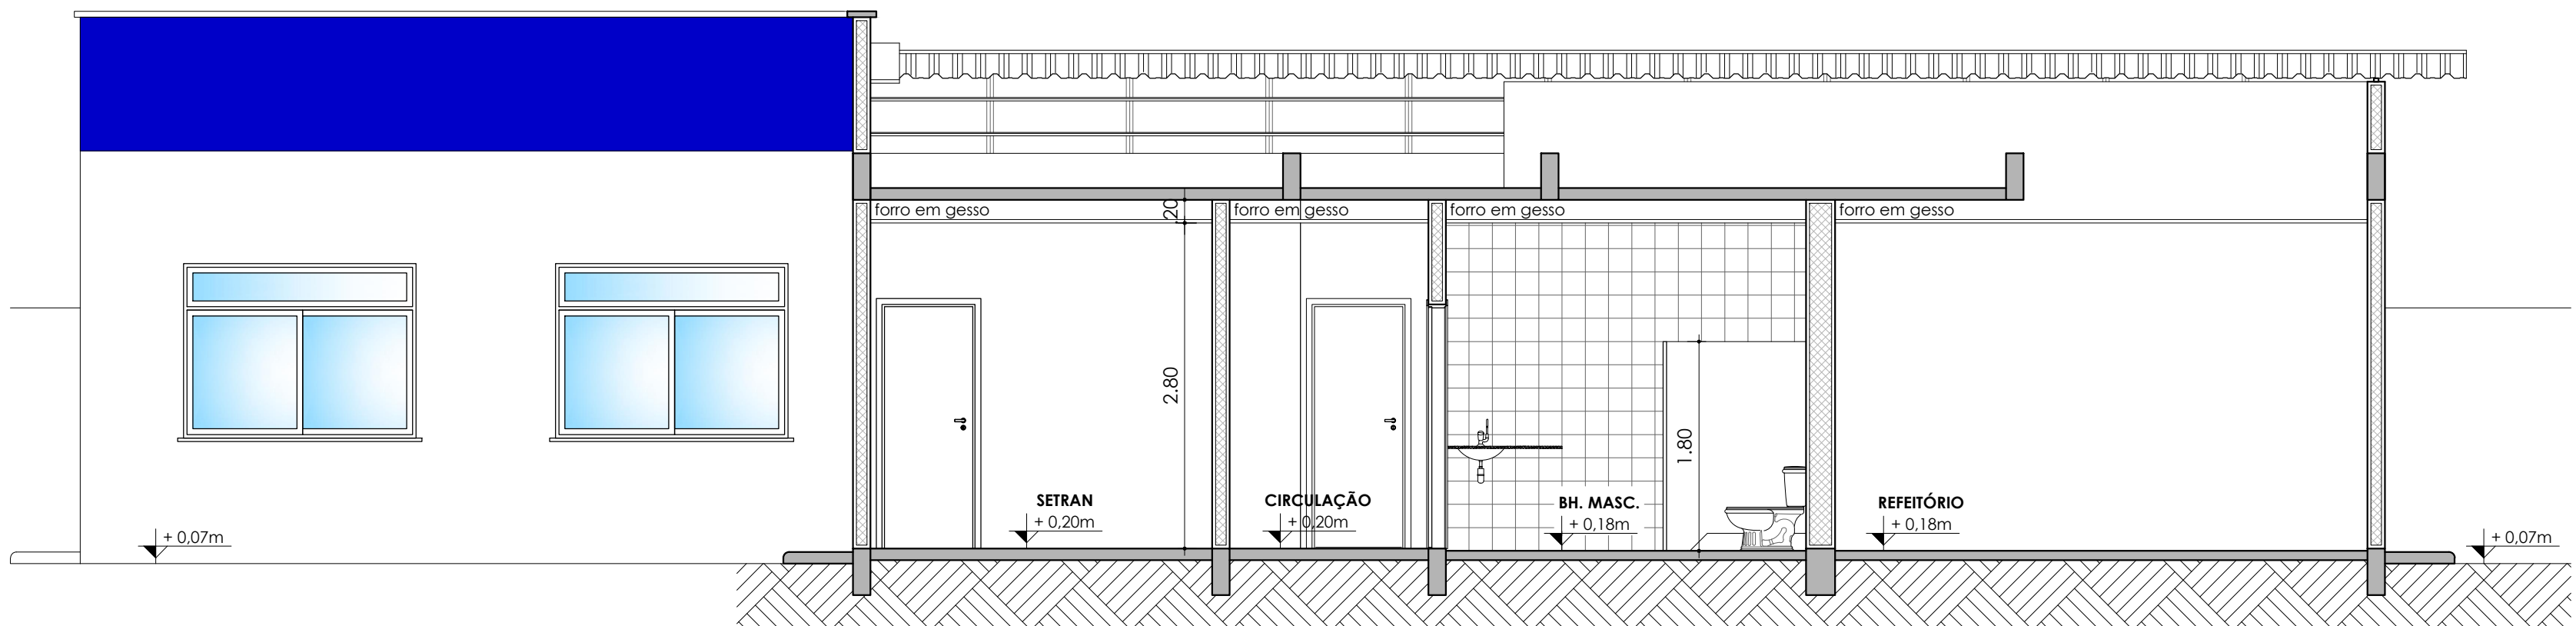 forro em gesso
,20
forro em gesso
forro em gesso
forro em gesso
2.80
1.80
SETRAN
+ 0,20m
CIRCULAÇÃO
+ 0,20m
BH. MASC.
+ 0,18m
REFEITÓRIO
+ 0,18m
+ 0,07m
+ 0,07m